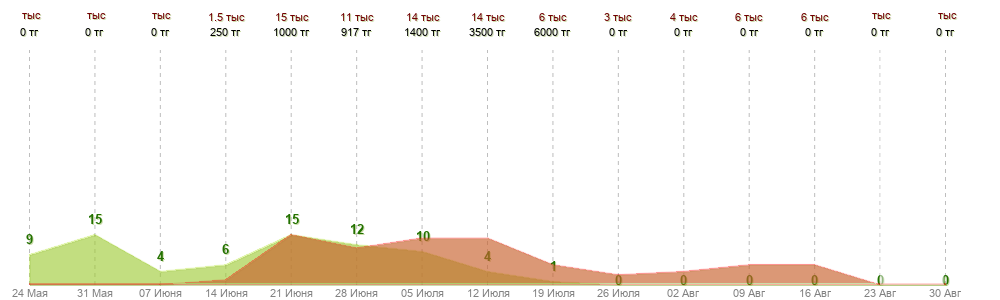 тыс тыс тыс 1.5 тыс 15 тыс 11 тыс 14 тыс 14 тыс 6 тыс 3 тыс 4 тыс 6 тыс 6 тыс тыс тыс
0 тг 0 тг 0 тг 250 тг 1000 тг 917 тг 1400 тг 3500 тг 6000 тг 0 тг 0 тг 0 тг 0 тг 0 тг 0 тг
9 15 4 6 15 12 10 4 1 0 0 0 0 0 0
24 Мая 31 Мая 07 Июня 14 Июня 21 Июня 28 Июня 05 Июля 12 Июля 19 Июля 26 Июля 02 Авг 09 Авг 16 Авг 23 Авг 30 Авг